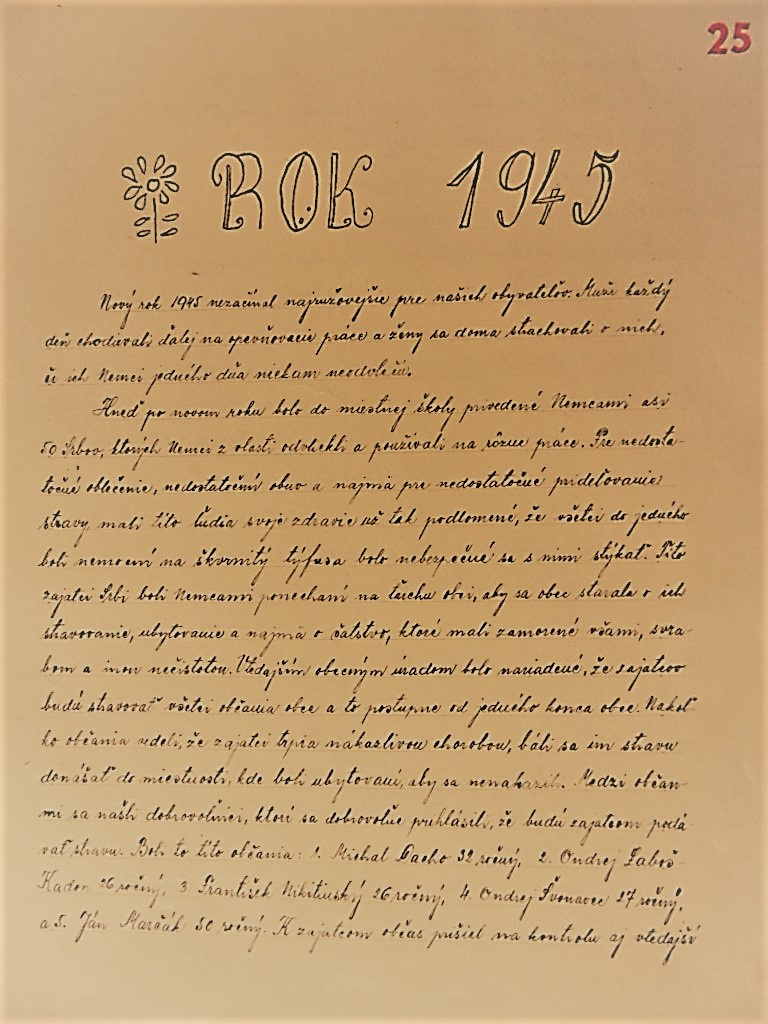 25
ROK 1945
Nový rok 1945 nezačínal najružovejšie pre našich obyvateľov. Muži každý
deň chodávali ďalej na opevňovacie práce a ženy sa doma strachovali o nich,
či ich Nemci jedného dňa niekam neodvlečú.
Hneď po novom roku bolo do miestnej školy privedené Nemcami asi
50 Srbov, ktorých Nemci z vlasti odvliekli a používali na rôzne práce. Pre nedosta-
točné oblečenie, nedostatočnú obuv a najmä pre nedostatočné prideľovanie
stravy mali títo ľudia svoje zdravie už tak podlomené, že všetci do jedného
boli nemocní na škvrnitý týfus a bolo nebezpečné sa s nimi stýkať. Títo
zajatci Srbi boli Nemcami ponechaní na ťarchu obci, aby sa obec starala o ich
stravovanie, ubytovanie a najmä o šatstvo, ktoré mali zamorené všami, svra-
bom a inou nečistotou. Vtedajším obecným úradom bolo nariadené, že zajatcov
budú stravovať všetci občania obce a to postupne od jedného konca obce. Nakoľ-
ko občania vedeli, že zajatci trpia nákazlivou chorobou, báli sa im stravu
donášať do miestnosti, kde boli ubytovaní, aby sa nenakazili. Medzi občan-
mi sa našli dobrovoľníci, ktorí sa dobrovoľne prihlásili, že budú zajatcom podá-
vať stravu. Boli to títo občania: 1. Michal Dacho 32 ročný, 2. Ondrej Laboš-
Kadon 26 ročný, 3 František Nikitinský 26 ročný, 4. Ondrej Švonavec 27 ročný,
a 5. Ján Marčák 50 ročný. K zajatcom občas prišiel na kontrolu aj vtedajší